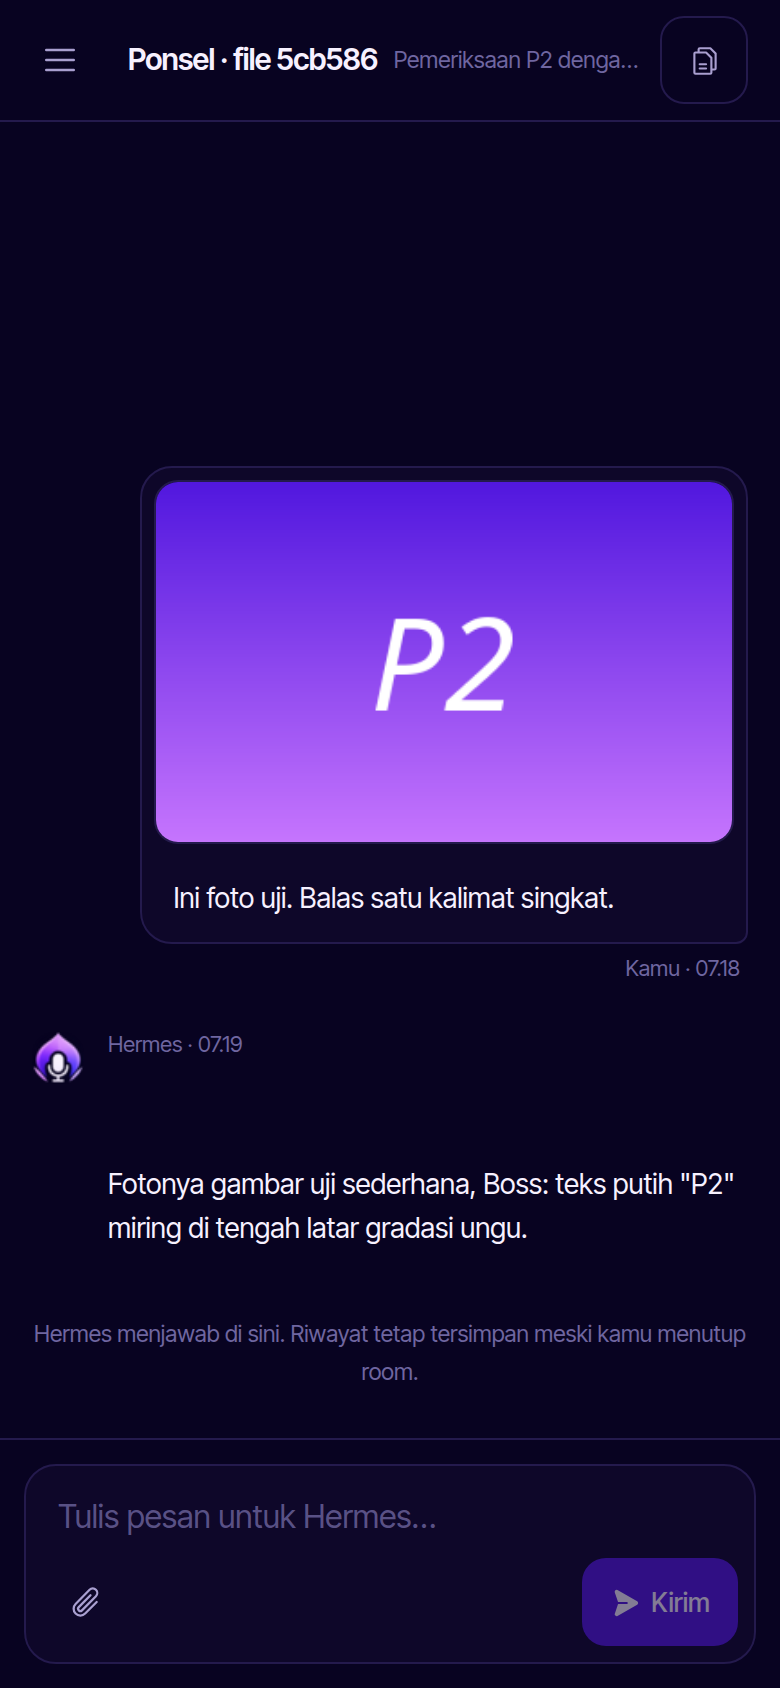 Ponsel · file 5cb586 Pemeriksaan P2 denga...
P2
Ini foto uji. Balas satu kalimat singkat.
Kamu · 07.18
Hermes · 07.19
Fotonya gambar uji sederhana, Boss: teks putih "P2"
miring di tengah latar gradasi ungu.
Hermes menjawab di sini. Riwayat tetap tersimpan meski kamu menutup
room.
Tulis pesan untuk Hermes...
Kirim